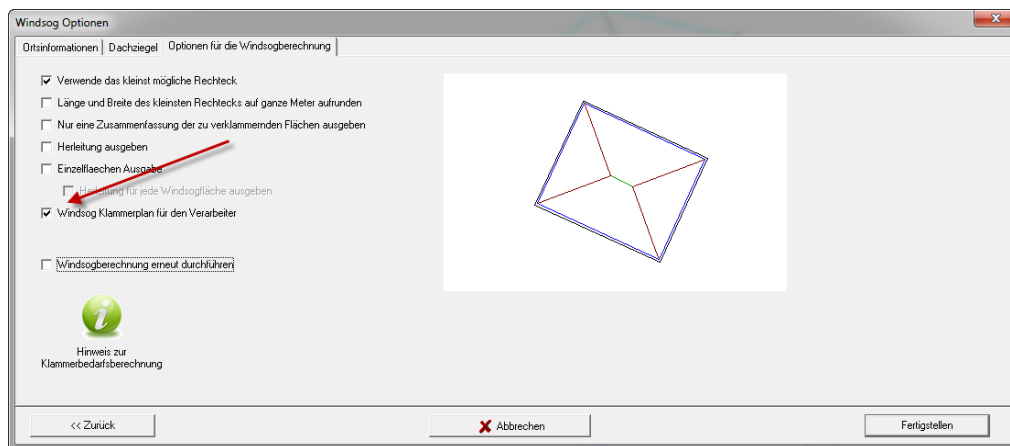 Windsog Optionen
Ortsinformationen
Dachziegel
Optionen für die Windsogberechnung
Verwende das kleinst mögliche Rechteck
Länge und Breite des kleinsten Rechtecks auf ganze Meter aufrunden
Nur eine Zusammenfassung der zu verklammernden Flächen ausgeben
Herleitung ausgeben
Einzelflaechen Ausgabe
Herleitung für jede Windsogfläche ausgeben
Windsog Klammerplan für den Verarbeiter
Windsogberechnung erneut durchführen
Hinweis zur
Klammerbedarfsberechnung
<< Zurück
Abbrechen
Fertigstellen